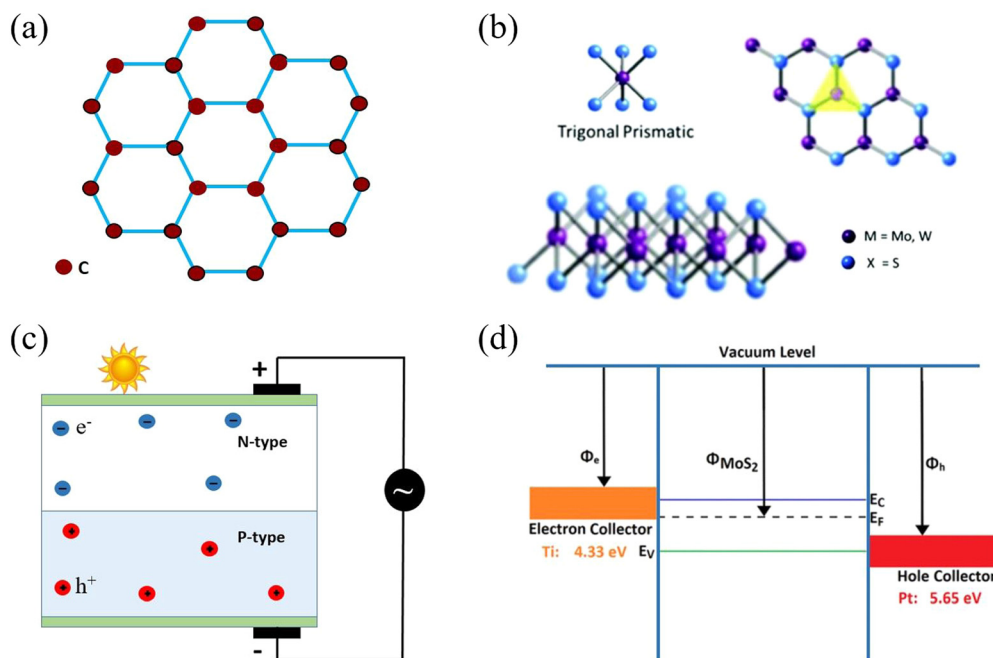 (a)
C
(b)
Trigonal Prismatic
M = Mo, W
X = S
(c)
+
e-
N-type
P-type
h+
-
~
(d)
Vacuum Level
Φe
ΦMoS2
Φh
EC
EF
EV
Electron Collector
Ti: 4.33 eV
Hole Collector
Pt: 5.65 eV